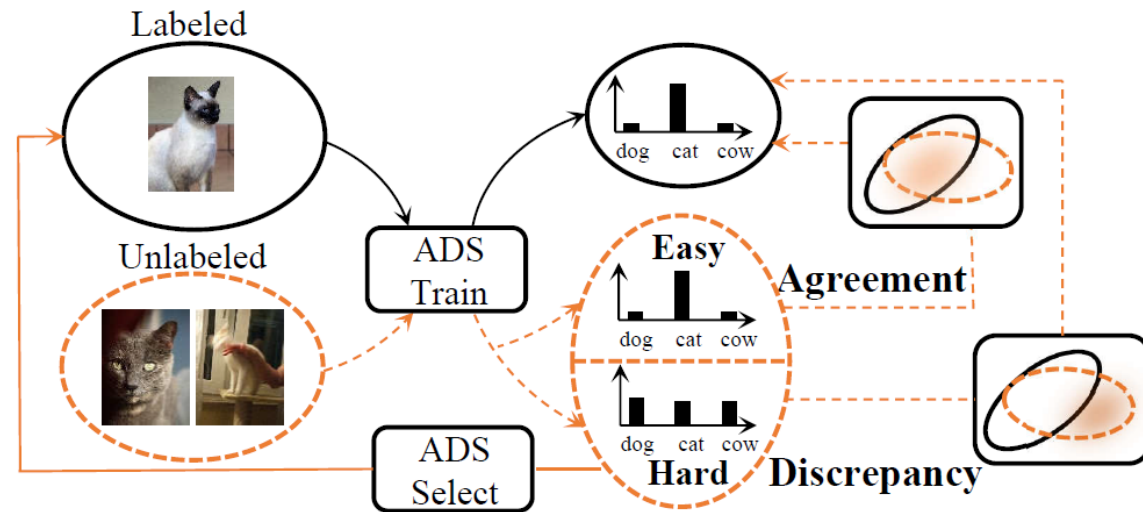 Labeled
dog cat cow
Unlabeled
ADS
Train
Easy
dog cat cow
Agreement
dog cat cow
Hard
Discrepancy
ADS
Select